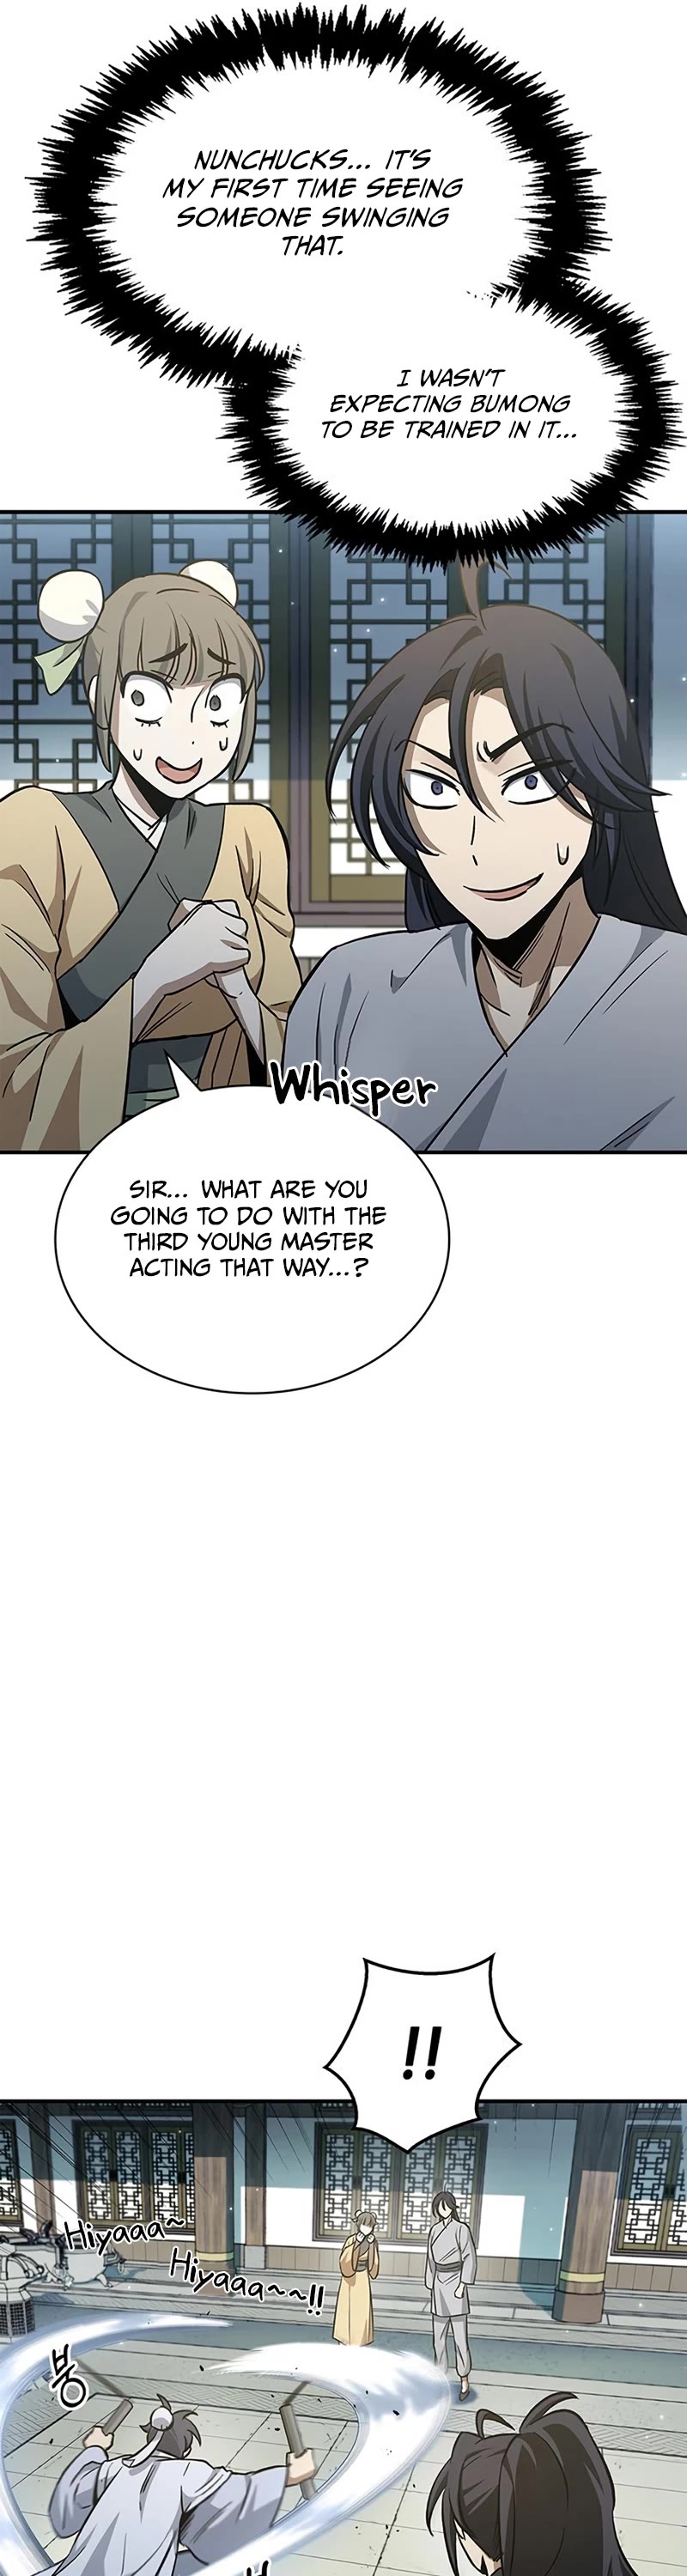 NUNCHUCKS... IT'S
MY FIRST TIME SEEING
SOMEONE SWINGING
THAT.
I WASN'T
EXPECTING BUMONG
TO BE TRAINED IN IT...
Whisper
SIR... WHAT ARE YOU
GOING TO DO WITH THE
THIRD YOUNG MASTER
ACTING THAT WAY...?
!!
Hiyaaa~
Hiyaaa~~!!
붕